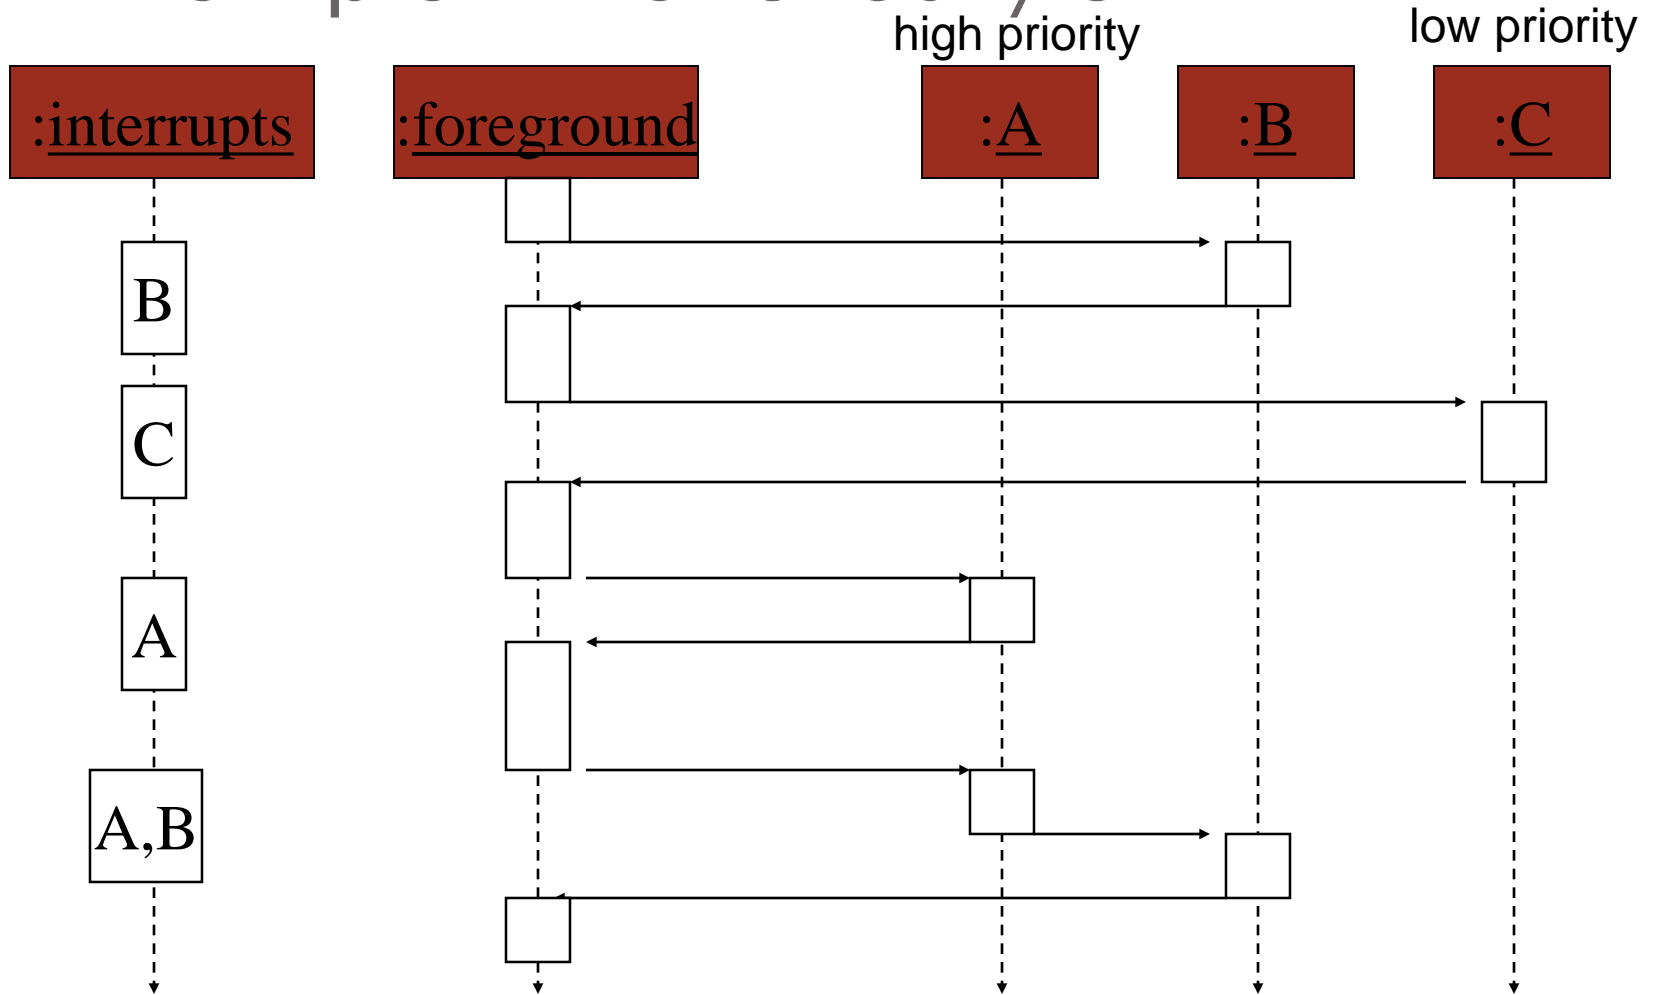 high priority
low priority
:interrupts
:foreground
:A
:B
:C
B
C
A
A,B